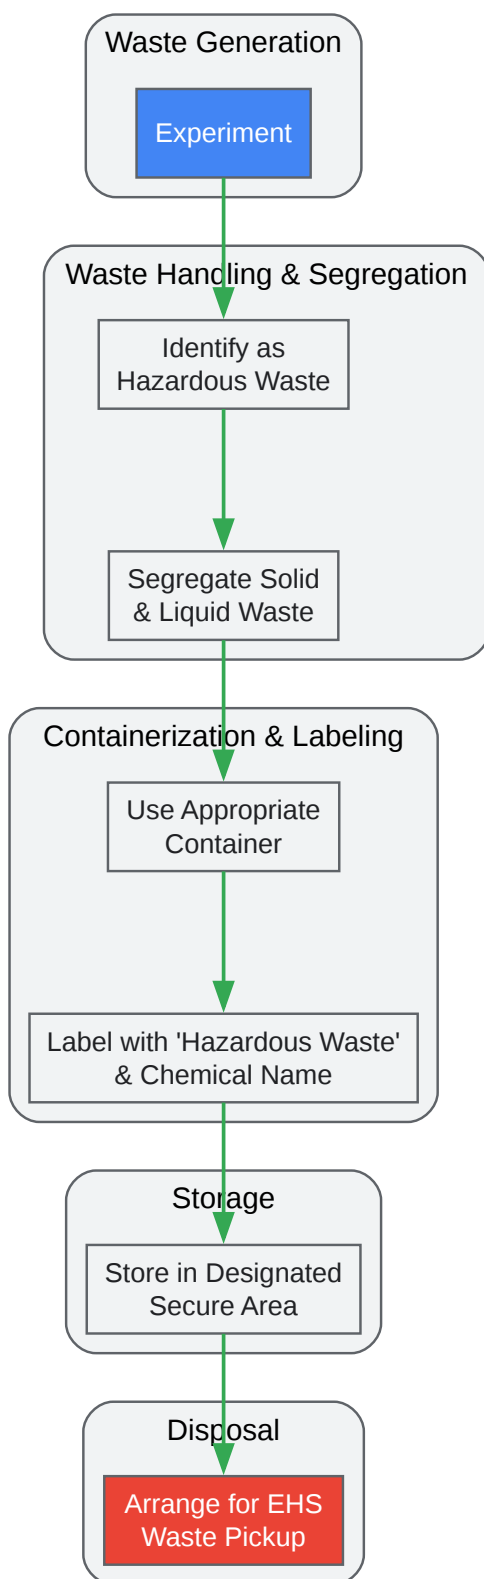 Waste Generation
Experiment
Waste Handling & Segregation
Identify as
Hazardous Waste
Segregate Solid
& Liquid Waste
Containerization & Labeling
Use Appropriate
Container
Label with 'Hazardous Waste'
& Chemical Name
Storage
Store in Designated
Secure Area
Disposal
Arrange for EHS
Waste Pickup